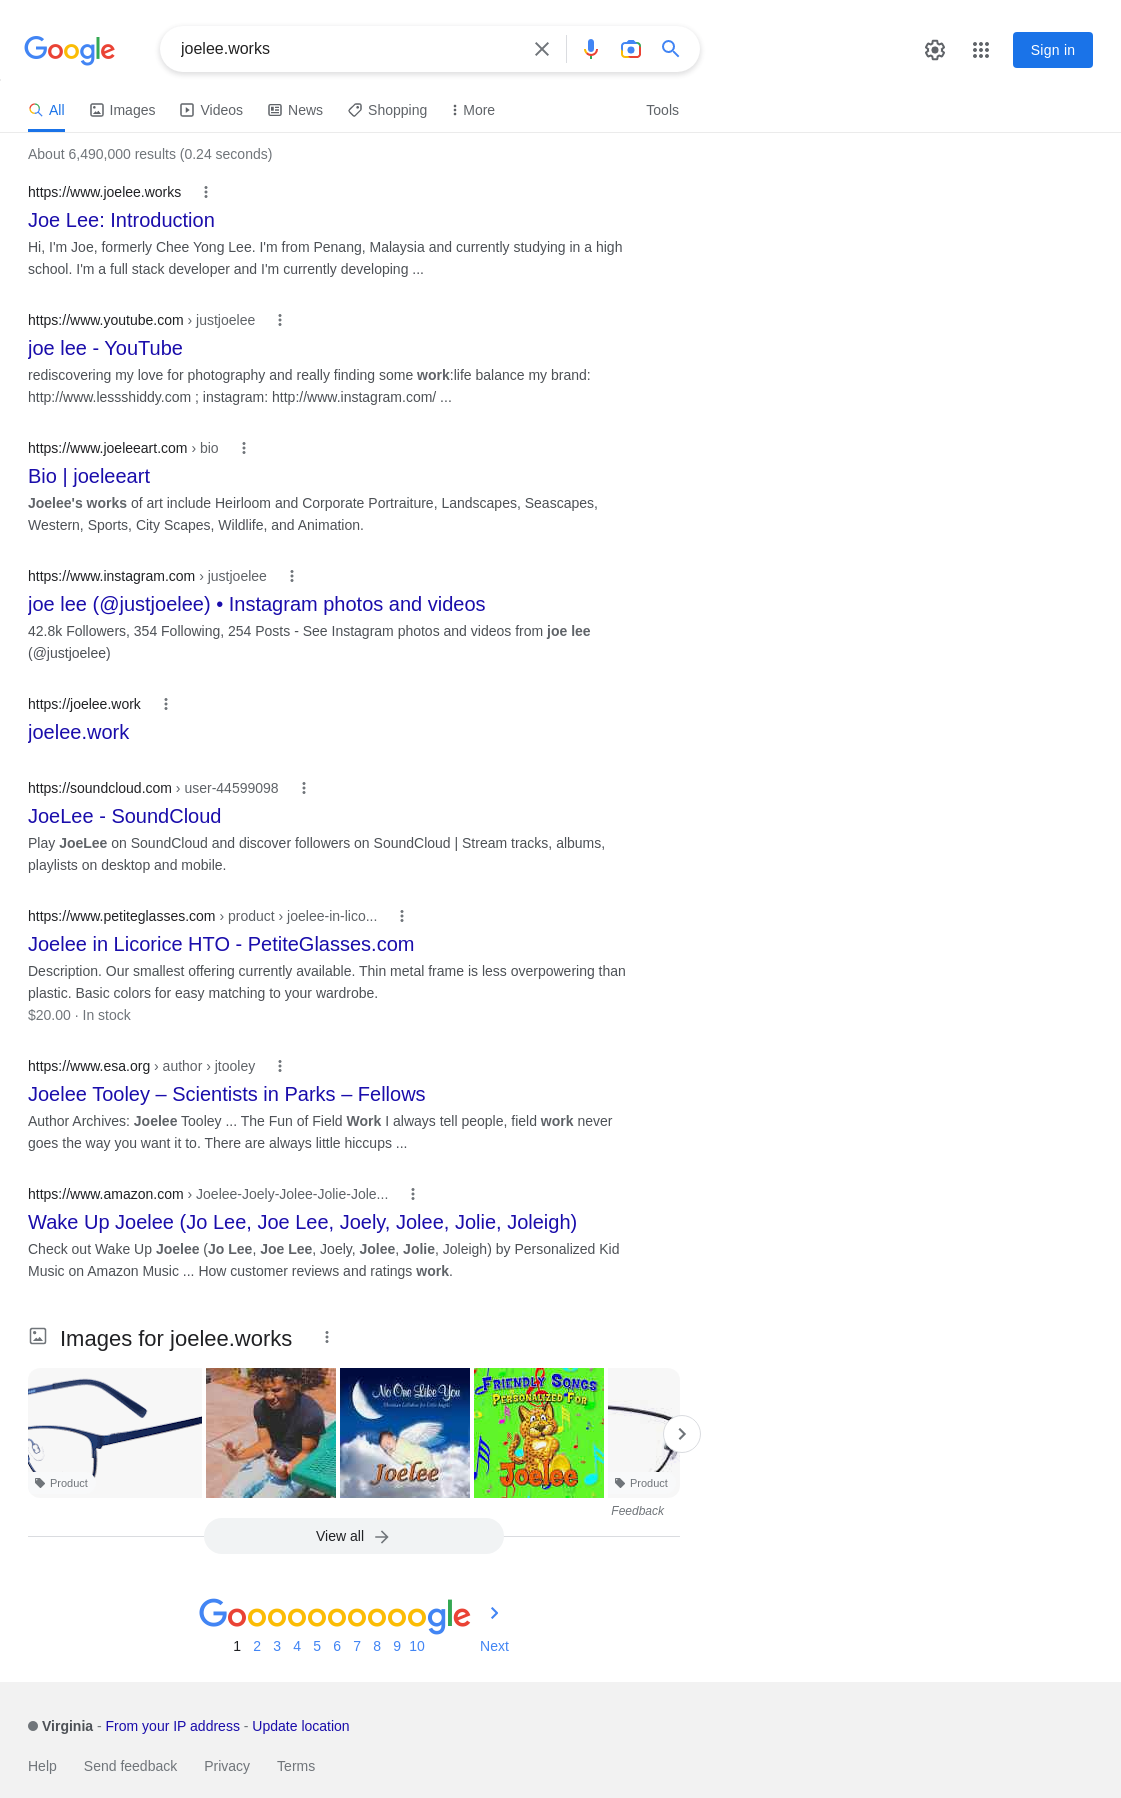 Google
joelee.works
Sign in
All
Images
Videos
News
Shopping
More
Tools
About 6,490,000 results (0.24 seconds)
https://www.joelee.works
Joe Lee: Introduction
Hi, I'm Joe, formerly Chee Yong Lee. I'm from Penang, Malaysia and currently studying in a high
school. I'm a full stack developer and I'm currently developing ...
https://www.youtube.com › justjoelee
joe lee - YouTube
rediscovering my love for photography and really finding some work:life balance my brand:
http://www.lessshiddy.com ; instagram: http://www.instagram.com/ ...
https://www.joeleeart.com › bio
Bio | joeleeart
Joelee's works of art include Heirloom and Corporate Portraiture, Landscapes, Seascapes,
Western, Sports, City Scapes, Wildlife, and Animation.
https://www.instagram.com › justjoelee
joe lee (@justjoelee) • Instagram photos and videos
42.8k Followers, 354 Following, 254 Posts - See Instagram photos and videos from joe lee
(@justjoelee)
https://joelee.work
joelee.work
https://soundcloud.com › user-44599098
JoeLee - SoundCloud
Play JoeLee on SoundCloud and discover followers on SoundCloud | Stream tracks, albums,
playlists on desktop and mobile.
https://www.petiteglasses.com › product › joelee-in-lico...
Joelee in Licorice HTO - PetiteGlasses.com
Description. Our smallest offering currently available. Thin metal frame is less overpowering than
plastic. Basic colors for easy matching to your wardrobe.
$20.00 · In stock
https://www.esa.org › author › jtooley
Joelee Tooley – Scientists in Parks – Fellows
Author Archives: Joelee Tooley ... The Fun of Field Work I always tell people, field work never
goes the way you want it to. There are always little hiccups ...
https://www.amazon.com › Joelee-Joely-Jolee-Jolie-Jole...
Wake Up Joelee (Jo Lee, Joe Lee, Joely, Jolee, Jolie, Joleigh)
Check out Wake Up Joelee (Jo Lee, Joe Lee, Joely, Jolee, Jolie, Joleigh) by Personalized Kid
Music on Amazon Music ... How customer reviews and ratings work.
Images for joelee.works
Product
No One Like You
Christian Lullabies for Little Angels
Joelee
FRIENDLY SONGS
PERSONALIZED FOR
Joelee
Product
Feedback
View all
Goooooooooogle
1 2 3 4 5 6 7 8 9 10 Next
Virginia - From your IP address - Update location
Help Send feedback Privacy Terms